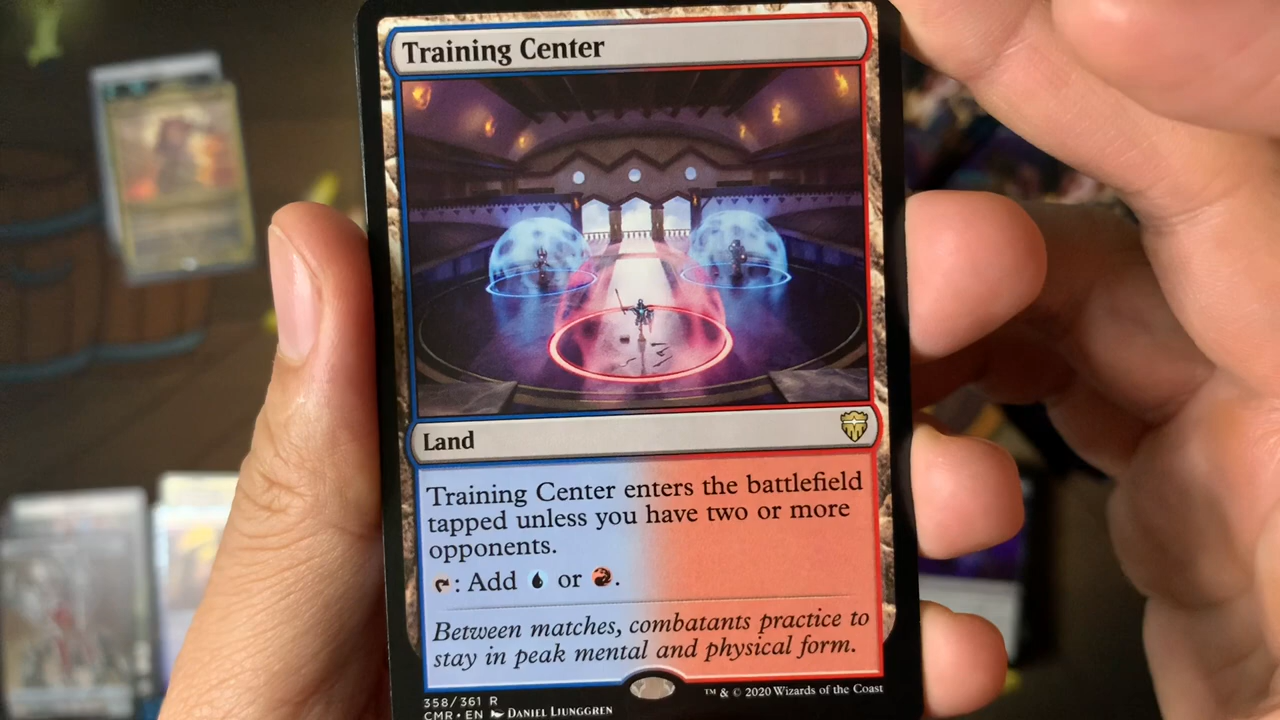 Training Center
Land
Training Center enters the battlefield
tapped unless you have two or more
opponents.
: Add or .
Between matches, combatants practice to
stay in peak mental and physical form.
358/361 R
™ & © 2020 Wizards of the Coast
CMR • EN Daniel Ljunggren